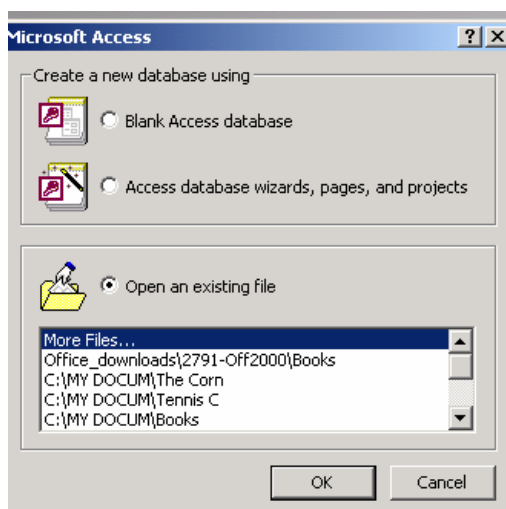 Microsoft Access
Create a new database using
Blank Access database
Access database wizards, pages, and projects
Open an existing file
More Files...
Office_downloads\2791-Off2000\Books
C:\MY DOCUM\The Corn
C:\MY DOCUM\Tennis C
C:\MY DOCUM\Books
OK Cancel